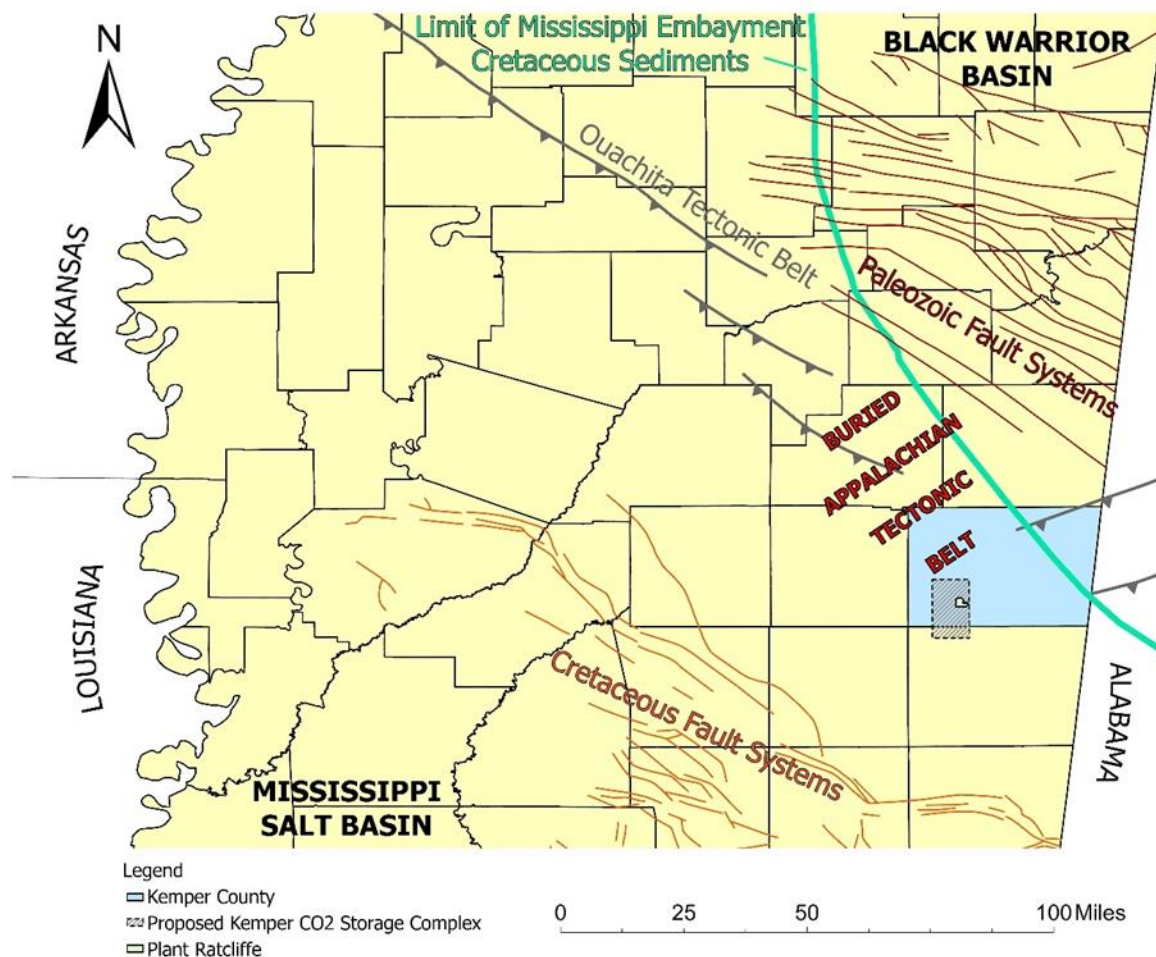 N
Limit of Mississippi Embayment
Cretaceous Sediments
BLACK WARRIOR
BASIN
Ouachita Tectonic Belt
ARKANSAS
Paleozoic Fault Systems
BURIED
APPALACHIAN
TECTONIC
BELT
LOUISIANA
Cretaceous Fault Systems
ALABAMA
MISSISSIPPI
SALT BASIN
Legend
Kemper County
Proposed Kemper CO2 Storage Complex
Plant Ratcliffe
0 25 50 100 Miles